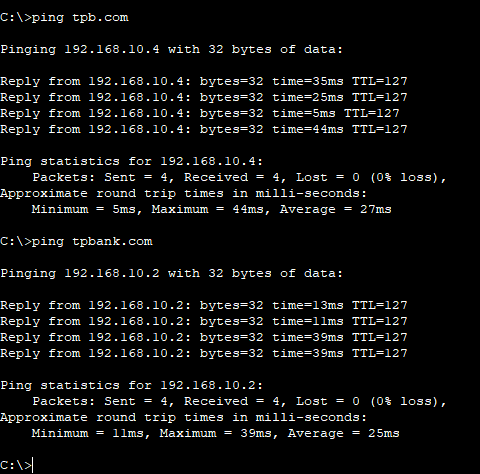 C:\>ping tpb.com
Pinging 192.168.10.4 with 32 bytes of data:
Reply from 192.168.10.4: bytes=32 time=35ms TTL=127
Reply from 192.168.10.4: bytes=32 time=25ms TTL=127
Reply from 192.168.10.4: bytes=32 time=5ms TTL=127
Reply from 192.168.10.4: bytes=32 time=44ms TTL=127
Ping statistics for 192.168.10.4:
Packets: Sent = 4, Received = 4, Lost = 0 (0% loss),
Approximate round trip times in milli-seconds:
Minimum = 5ms, Maximum = 44ms, Average = 27ms
C:\>ping tpbank.com
Pinging 192.168.10.2 with 32 bytes of data:
Reply from 192.168.10.2: bytes=32 time=13ms TTL=127
Reply from 192.168.10.2: bytes=32 time=11ms TTL=127
Reply from 192.168.10.2: bytes=32 time=39ms TTL=127
Reply from 192.168.10.2: bytes=32 time=39ms TTL=127
Ping statistics for 192.168.10.2:
Packets: Sent = 4, Received = 4, Lost = 0 (0% loss),
Approximate round trip times in milli-seconds:
Minimum = 11ms, Maximum = 39ms, Average = 25ms
C:\>